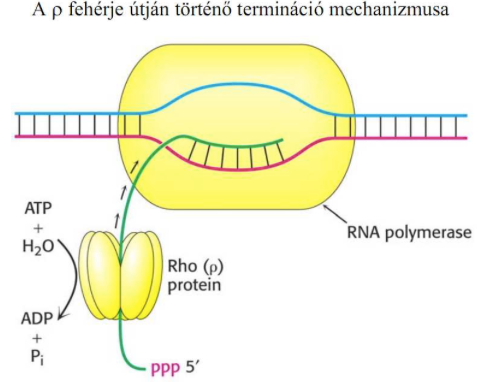 A ρ fehérje útján történő termináció mechanizmusa
RNA polymerase
ATP
+
H₂O
Rho (ρ)
protein
ADP
+
Pᵢ
ppp 5′